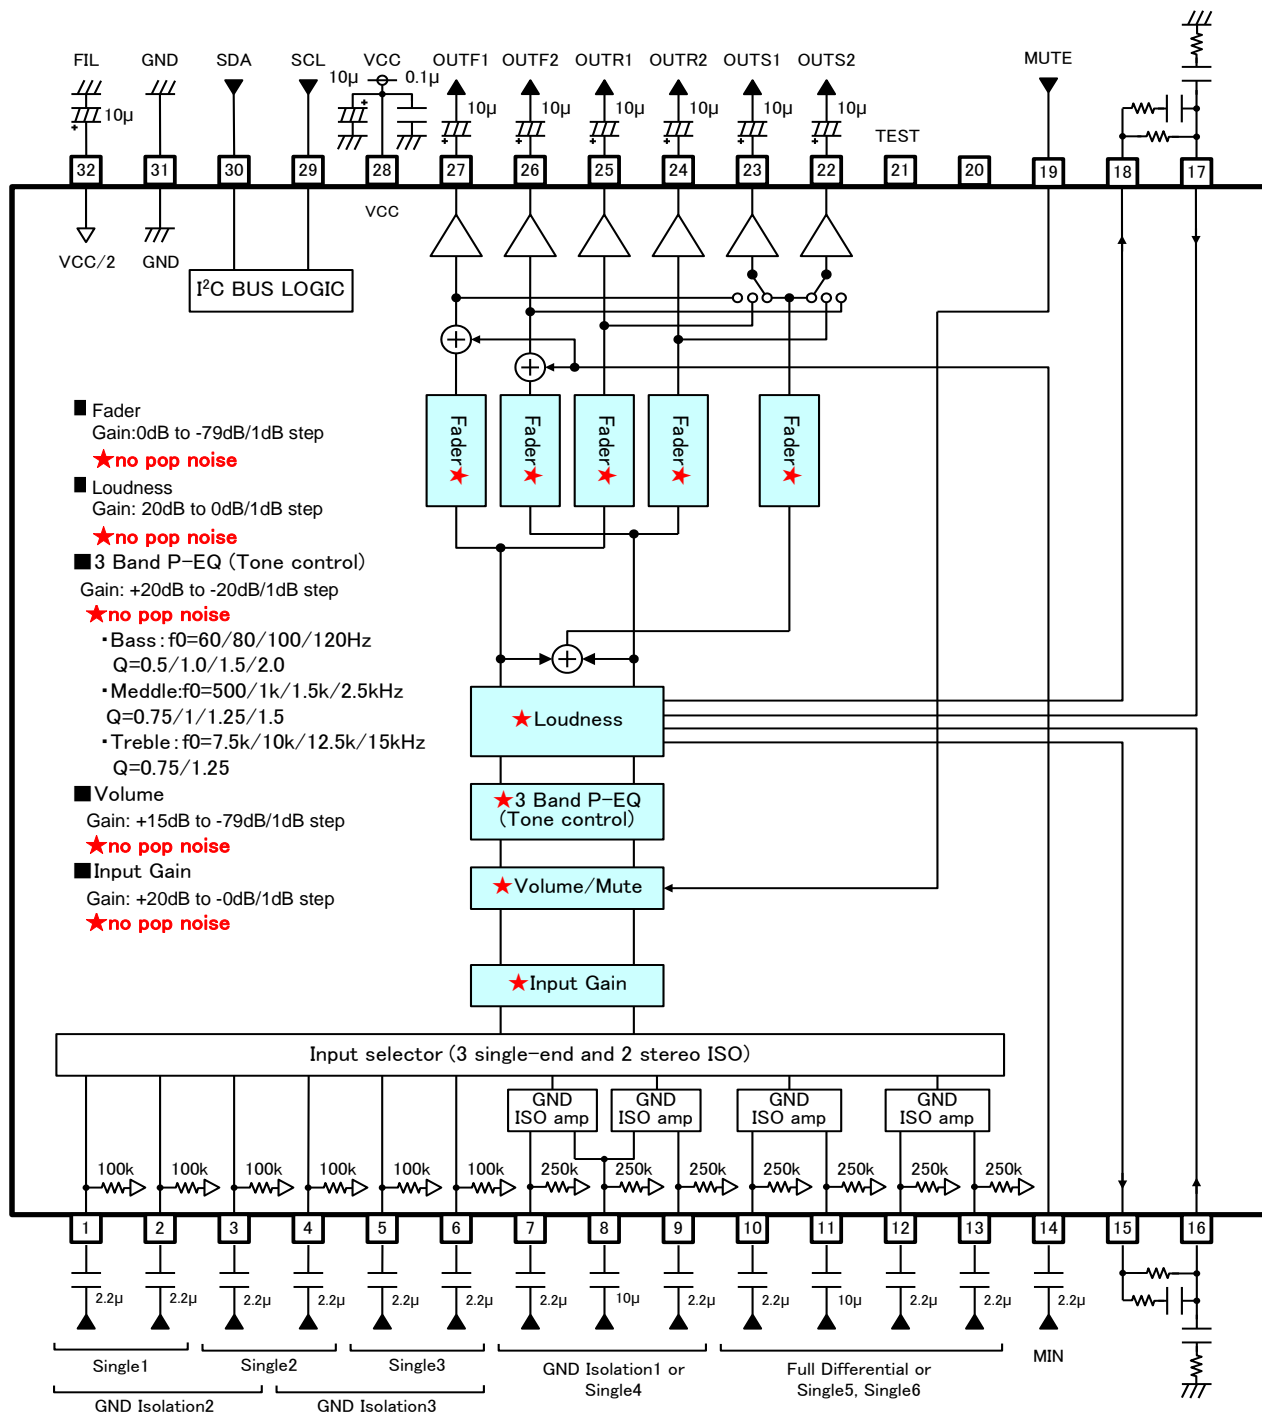 FIL GND SDA SCL VCC OUTF1 OUTF2 OUTR1 OUTR2 OUTS1 OUTS2 MUTE
10μ 10μ 0.1μ 10μ 10μ 10μ 10μ 10μ 10μ
TEST
32 31 30 29 28 27 26 25 24 23 22 21 20 19 18 17
VCC
VCC/2 GND
I²C BUS LOGIC
Fader Fader Fader Fader Fader
■ Fader
Gain:0dB to -79dB/1dB step
★no pop noise
■ Loudness
Gain: 20dB to 0dB/1dB step
★no pop noise
■3 Band P-EQ (Tone control)
Gain: +20dB to -20dB/1dB step
★no pop noise
・Bass:f0=60/80/100/120Hz
Q=0.5/1.0/1.5/2.0
・Meddle:f0=500/1k/1.5k/2.5kHz
Q=0.75/1/1.25/1.5
・Treble:f0=7.5k/10k/12.5k/15kHz
Q=0.75/1.25
■Volume
Gain: +15dB to -79dB/1dB step
★no pop noise
■Input Gain
Gain: +20dB to -0dB/1dB step
★no pop noise
★Loudness
★3 Band P-EQ
(Tone control)
★Volume/Mute
★Input Gain
Input selector (3 single-end and 2 stereo ISO)
GND GND GND GND
ISO amp ISO amp ISO amp ISO amp
100k 100k 100k 100k 100k 100k 250k 250k 250k 250k 250k 250k 250k
1 2 3 4 5 6 7 8 9 10 11 12 13 14 15 16
2.2μ 2.2μ 2.2μ 2.2μ 2.2μ 2.2μ 2.2μ 10μ 2.2μ 2.2μ 10μ 2.2μ 2.2μ 2.2μ
Single1 Single2 Single3 GND Isolation1 or Full Differential or MIN
Single4 Single5, Single6
GND Isolation2 GND Isolation3